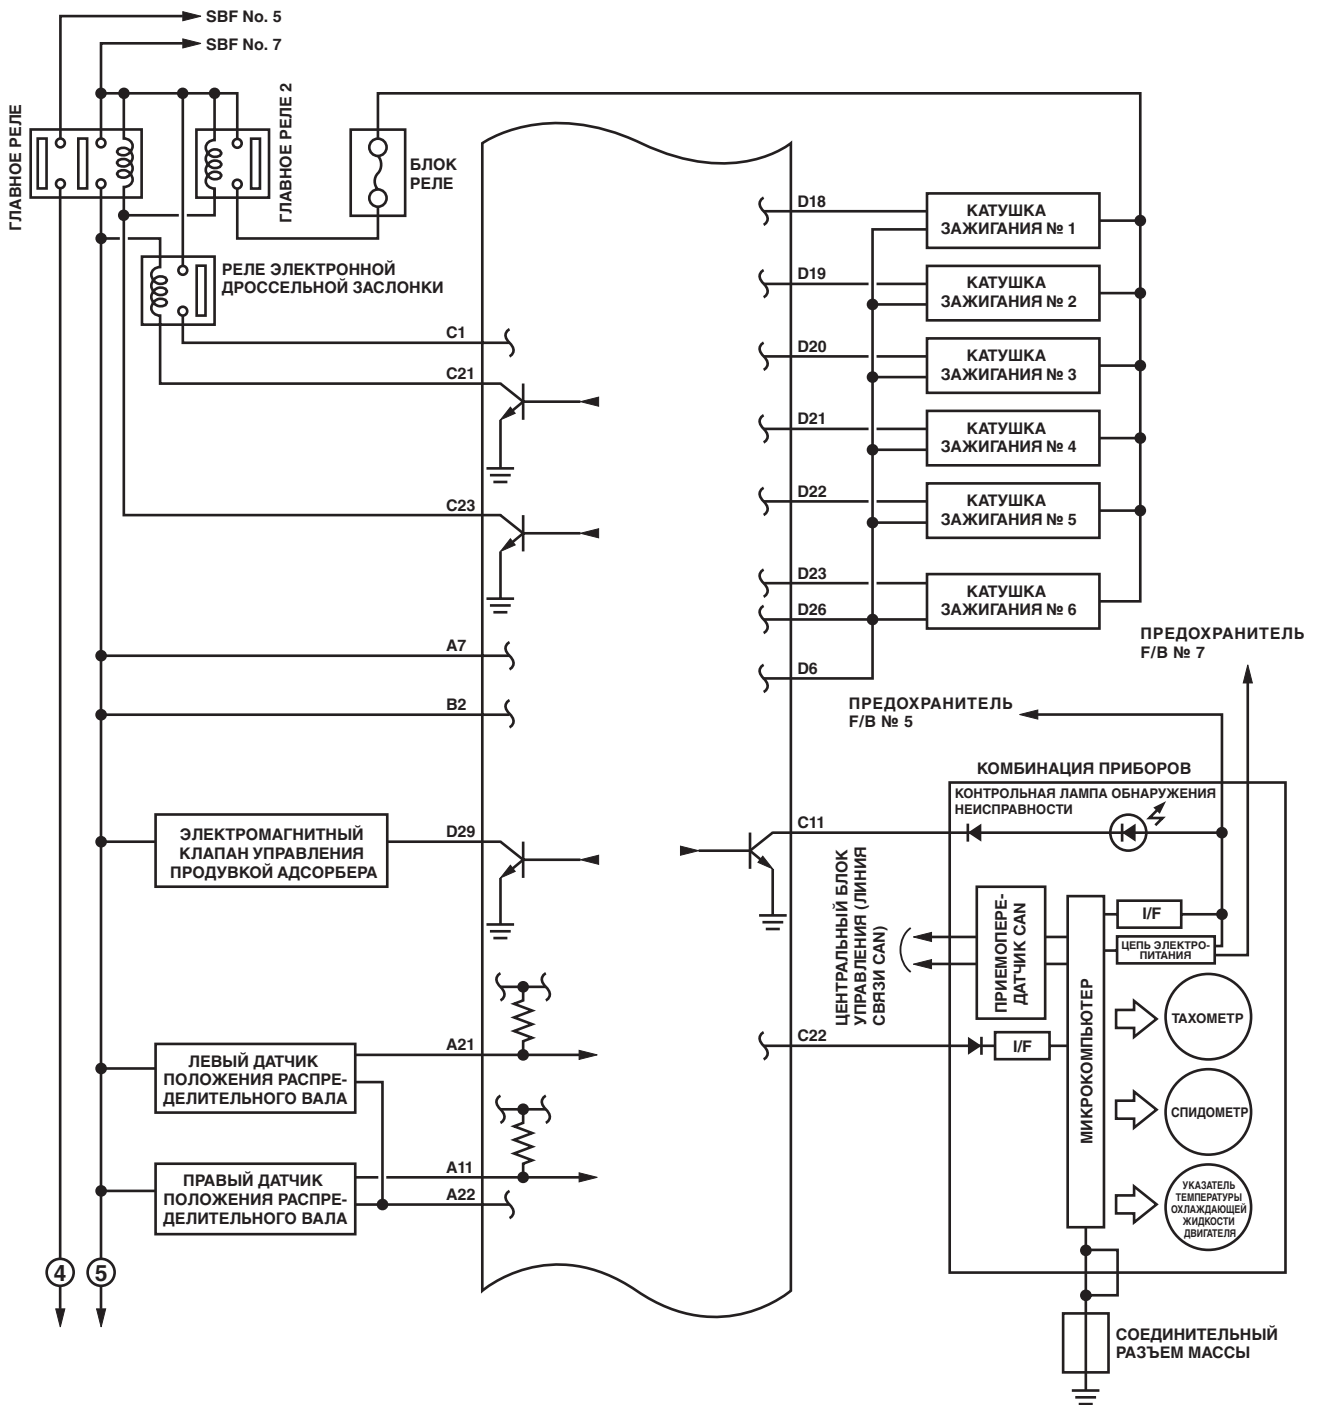 SBF No. 5
SBF No. 7
ГЛАВНОЕ РЕЛЕ
ГЛАВНОЕ РЕЛЕ 2
БЛОК
РЕЛЕ
РЕЛЕ ЭЛЕКТРОННОЙ
ДРОССЕЛЬНОЙ ЗАСЛОНКИ
C1
C21
C23
A7
B2
ЭЛЕКТРОМАГНИТНЫЙ
КЛАПАН УПРАВЛЕНИЯ
ПРОДУВКОЙ АДСОРБЕРА
D29
ЛЕВЫЙ ДАТЧИК
ПОЛОЖЕНИЯ РАСПРЕ-
ДЕЛИТЕЛЬНОГО ВАЛА
A21
ПРАВЫЙ ДАТЧИК
ПОЛОЖЕНИЯ РАСПРЕ-
ДЕЛИТЕЛЬНОГО ВАЛА
A11
A22
4
5
D18
КАТУШКА
ЗАЖИГАНИЯ № 1
D19
КАТУШКА
ЗАЖИГАНИЯ № 2
D20
КАТУШКА
ЗАЖИГАНИЯ № 3
D21
КАТУШКА
ЗАЖИГАНИЯ № 4
D22
КАТУШКА
ЗАЖИГАНИЯ № 5
D23
КАТУШКА
ЗАЖИГАНИЯ № 6
D26
D6
ПРЕДОХРАНИТЕЛЬ
F/B № 7
ПРЕДОХРАНИТЕЛЬ
F/B № 5
КОМБИНАЦИЯ ПРИБОРОВ
КОНТРОЛЬНАЯ ЛАМПА ОБНАРУЖЕНИЯ
НЕИСПРАВНОСТИ
C11
ЦЕНТРАЛЬНЫЙ БЛОК
УПРАВЛЕНИЯ (ЛИНИЯ
СВЯЗИ CAN)
ПРИЕМОПЕРЕ-
ДАТЧИК CAN
I/F
ЦЕПЬ ЭЛЕКТРО-
ПИТАНИЯ
МИКРОКОМПЬЮТЕР
C22
I/F
ТАХОМЕТР
СПИДОМЕТР
УКАЗАТЕЛЬ
ТЕМПЕРАТУРЫ
ОХЛАЖДАЮЩЕЙ
ЖИДКОСТИ
ДВИГАТЕЛЯ
СОЕДИНИТЕЛЬНЫЙ
РАЗЪЕМ МАССЫ